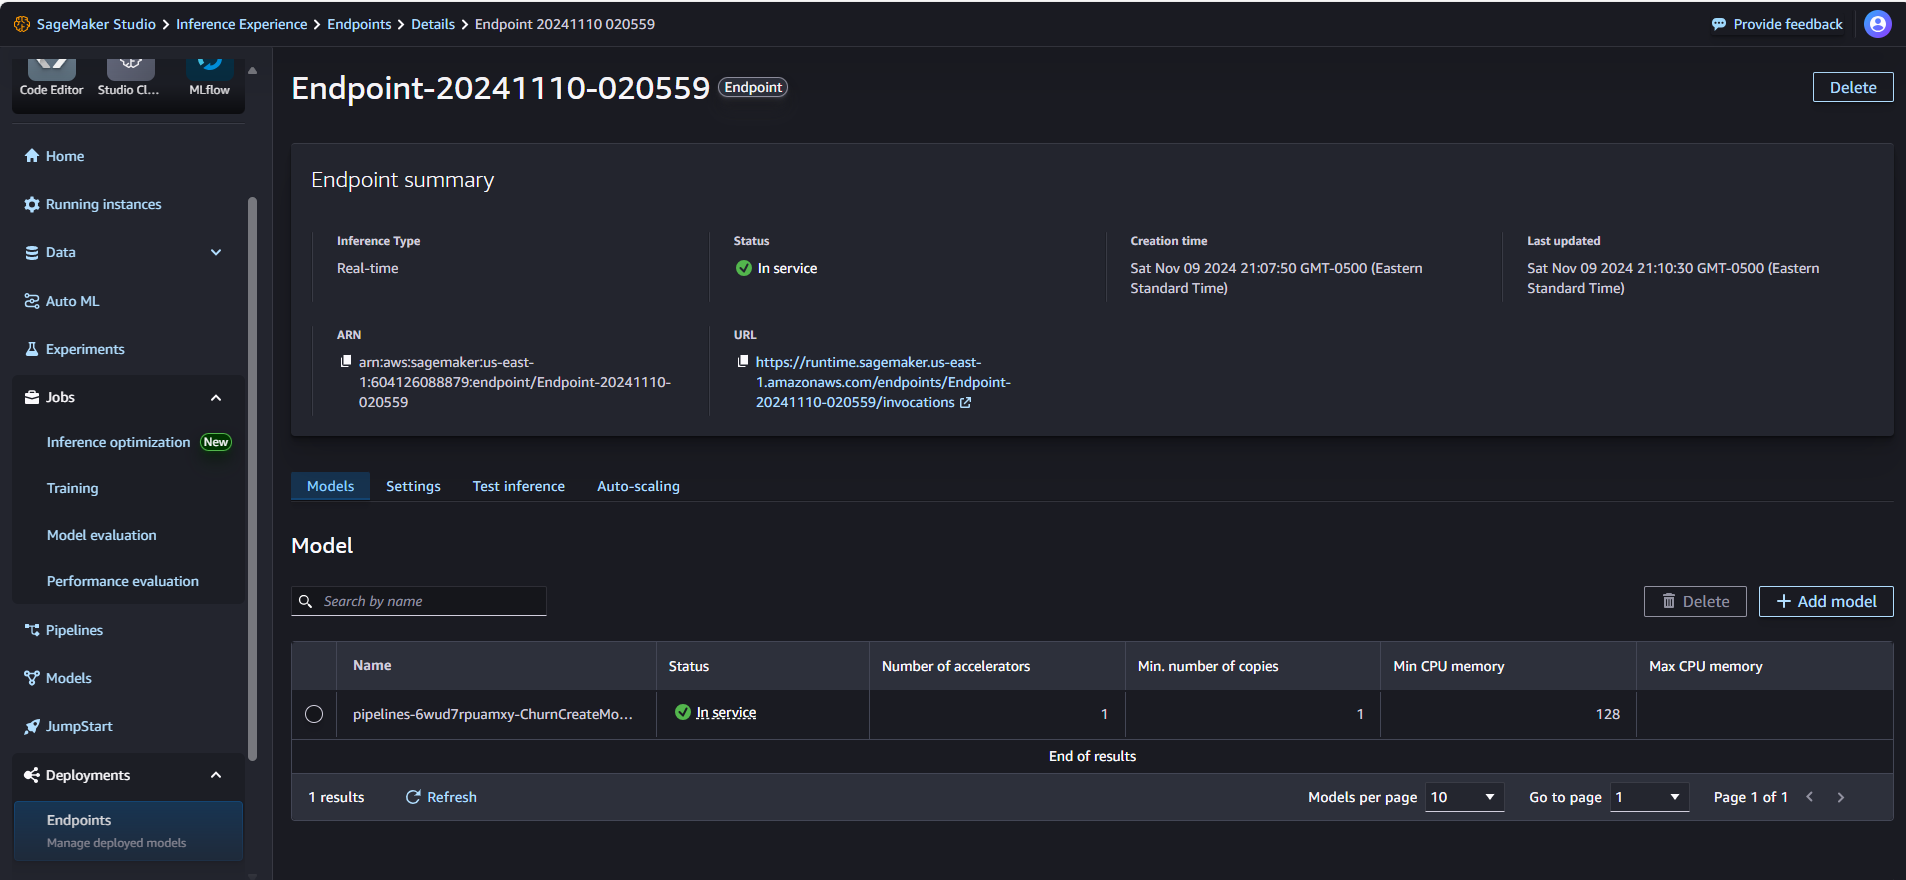 SageMaker Studio > Inference Experience > Endpoints > Details > Endpoint 20241110 020559
Provide feedback
Code Editor
Studio Cl...
MLflow
Home
Running instances
Data
Auto ML
Experiments
Jobs
Inference optimization New
Training
Model evaluation
Performance evaluation
Pipelines
Models
JumpStart
Deployments
Endpoints
Manage deployed models
Endpoint-20241110-020559 Endpoint
Delete
Endpoint summary
Inference Type
Real-time
Status
In service
Creation time
Sat Nov 09 2024 21:07:50 GMT-0500 (Eastern
Standard Time)
Last updated
Sat Nov 09 2024 21:10:30 GMT-0500 (Eastern
Standard Time)
ARN
arn:aws:sagemaker:us-east-
1:604126088879:endpoint/Endpoint-20241110-
020559
URL
https://runtime.sagemaker.us-east-
1.amazonaws.com/endpoints/Endpoint-
20241110-020559/invocations
Models Settings Test inference Auto-scaling
Model
Search by name
Delete
+ Add model
Name Status Number of accelerators Min. number of copies Min CPU memory Max CPU memory
pipelines-6wud7rpuamxy-ChurnCreateMo... In service 1 1 128
End of results
1 results Refresh Models per page 10 Go to page 1 Page 1 of 1